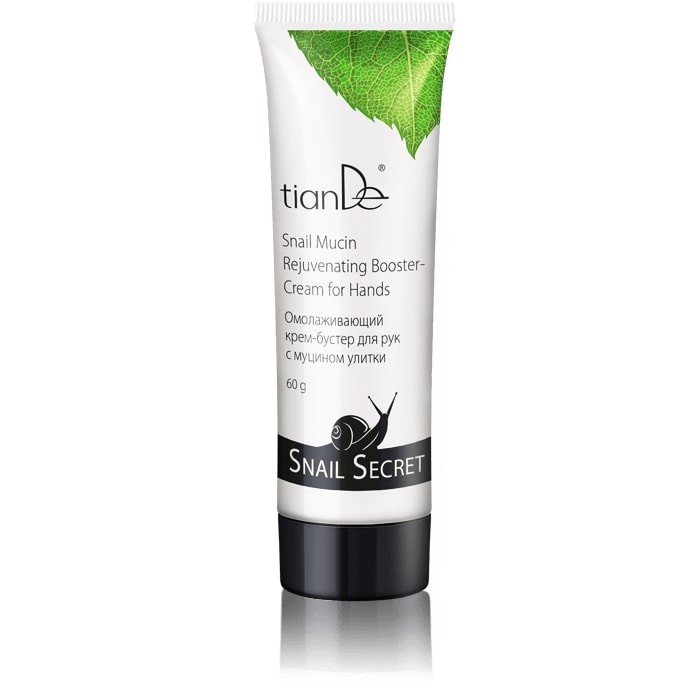 tianDe®
Snail Mucin
Rejuvenating Booster-
Cream for Hands
Омолаживающий
крем-бустер для рук
с муцином улитки
60 g
SNAIL SECRET